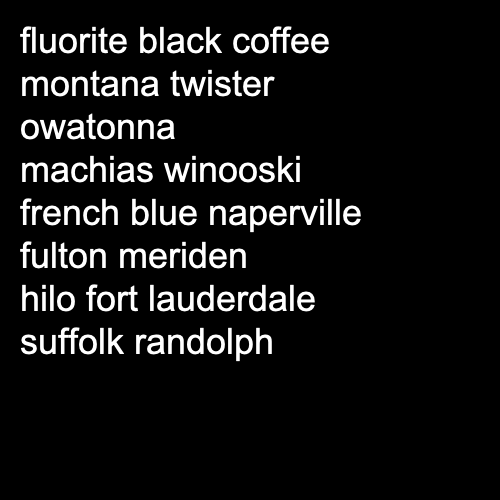 fluorite black coffee
montana twister
owatonna
machias winooski
french blue naperville
fulton meriden
hilo fort lauderdale
suffolk randolph